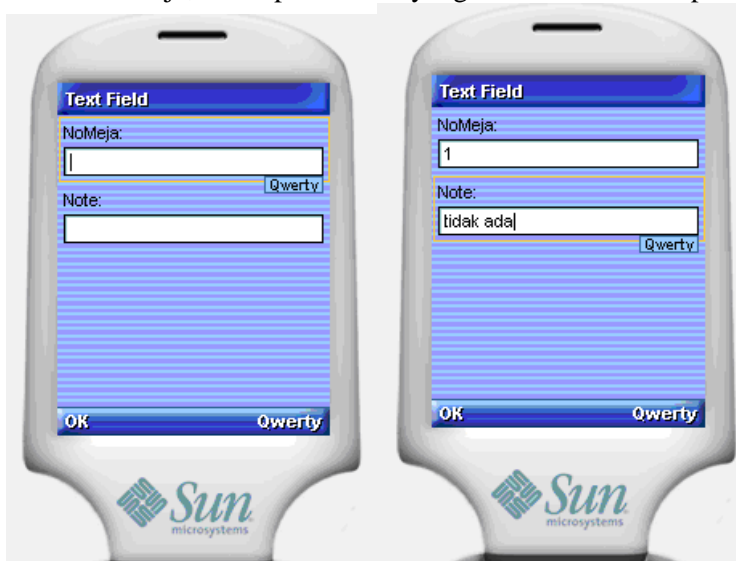 Text Field
NoMeja:
Qwerty
Note:
OK Qwerty
Sun
microsystems
Text Field
NoMeja:
1
Note:
tidak ada
Qwerty
OK Qwerty
Sun
microsystems